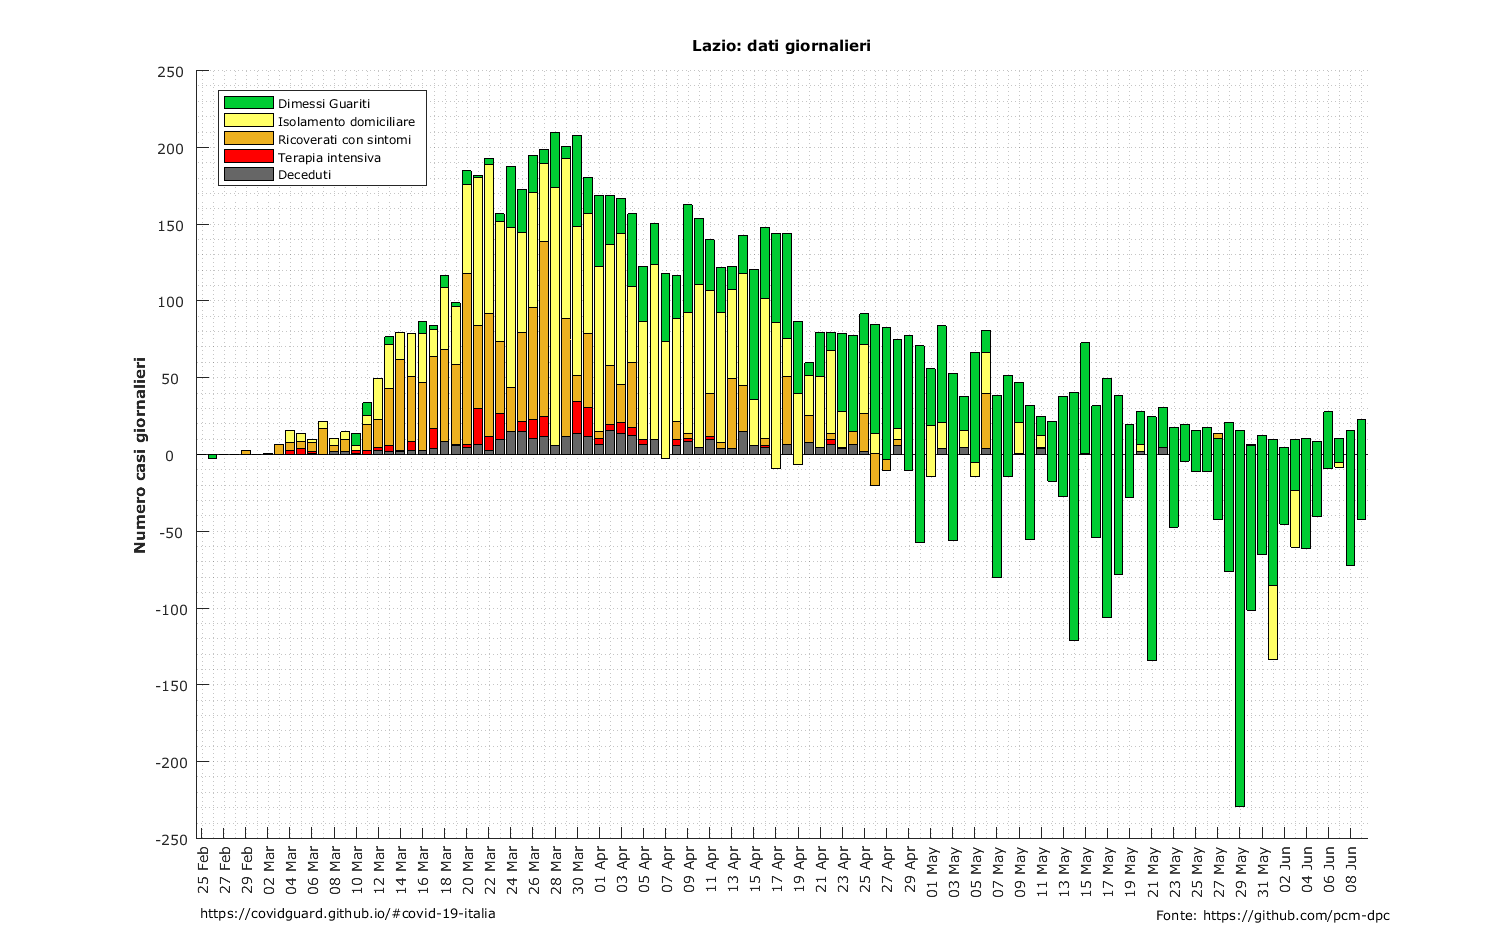 Lazio: dati giornalieri
250
200
150
100
50
0
-50
-100
-150
-200
-250
Numero casi giornalieri
Dimessi Guariti
Isolamento domiciliare
Ricoverati con sintomi
Terapia intensiva
Deceduti
25 Feb
27 Feb
29 Feb
02 Mar
04 Mar
06 Mar
08 Mar
10 Mar
12 Mar
14 Mar
16 Mar
18 Mar
20 Mar
22 Mar
24 Mar
26 Mar
28 Mar
30 Mar
01 Apr
03 Apr
05 Apr
07 Apr
09 Apr
11 Apr
13 Apr
15 Apr
17 Apr
19 Apr
21 Apr
23 Apr
25 Apr
27 Apr
29 Apr
01 May
03 May
05 May
07 May
09 May
11 May
13 May
15 May
17 May
19 May
21 May
23 May
25 May
27 May
29 May
31 May
02 Jun
04 Jun
06 Jun
08 Jun
https://covidguard.github.io/#covid-19-italia
Fonte: https://github.com/pcm-dpc